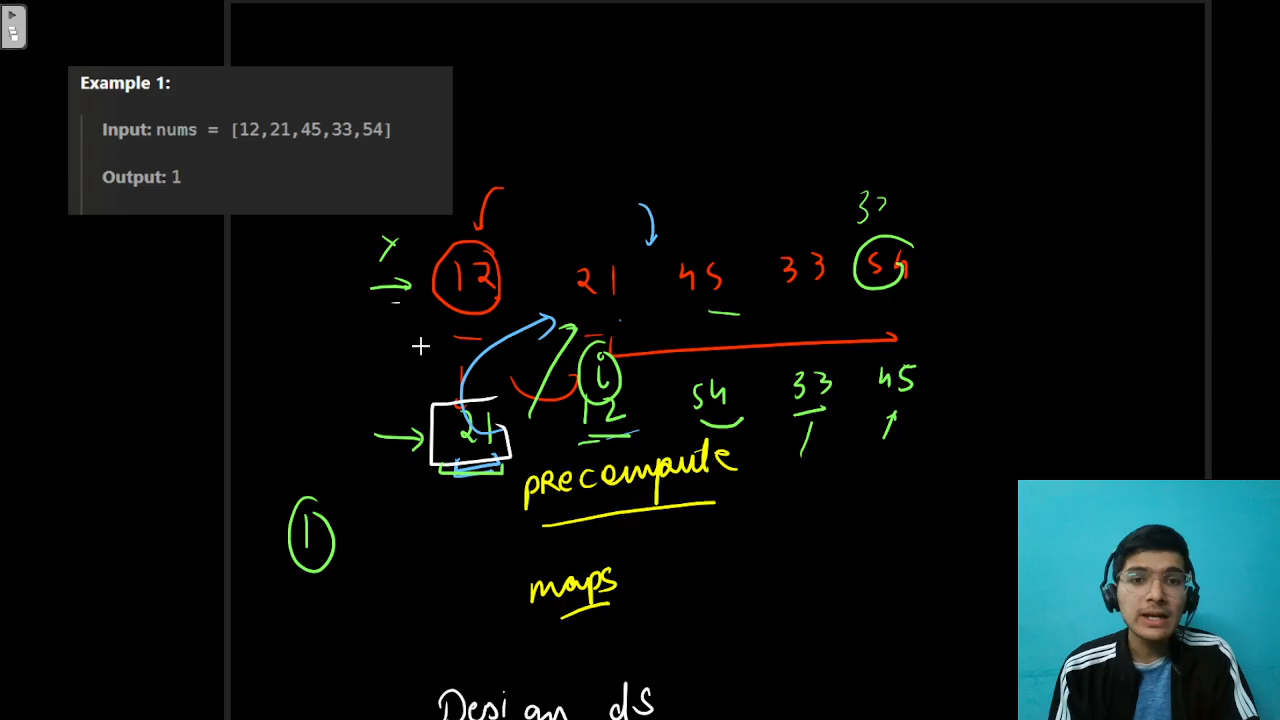 Example 1:
Input: nums = [12,21,45,33,54]
Output: 1
12 21 45 33 54
i
21 12 54 33 45
precompute
1
maps
Design ds